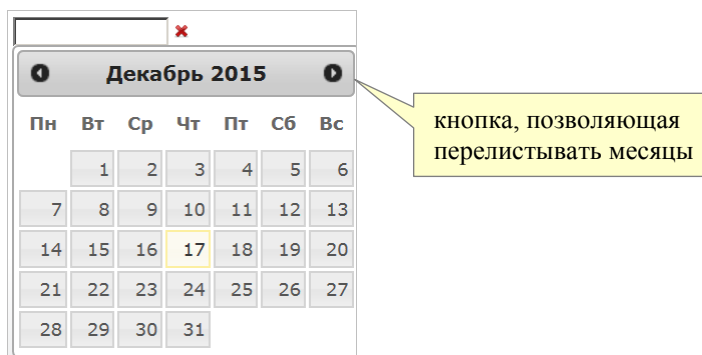 Декабрь 2015
Пн Вт Ср Чт Пт Сб Вс
1 2 3 4 5 6
7 8 9 10 11 12 13
14 15 16 17 18 19 20
21 22 23 24 25 26 27
28 29 30 31
кнопка, позволяющая
перелистывать месяцы